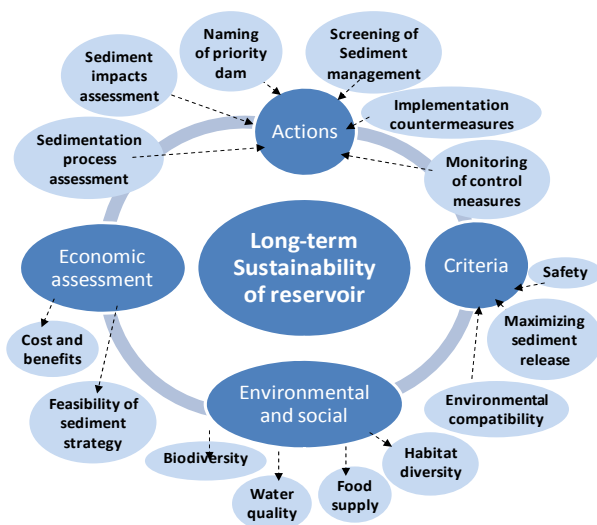 Naming
of priority
dam
Screening of
Sediment
management
Sediment
impacts
assessment
Actions
Implementation
countermeasures
Sedimentation
process
assessment
Monitoring
of control
measures
Economic
assessment
Long-term
Sustainability
of reservoir
Criteria
Safety
Cost and
benefits
Maximizing
sediment
release
Feasibility of
sediment
strategy
Environmental
and social
Environmental
compatibility
Biodiversity
Water
quality
Food
supply
Habitat
diversity